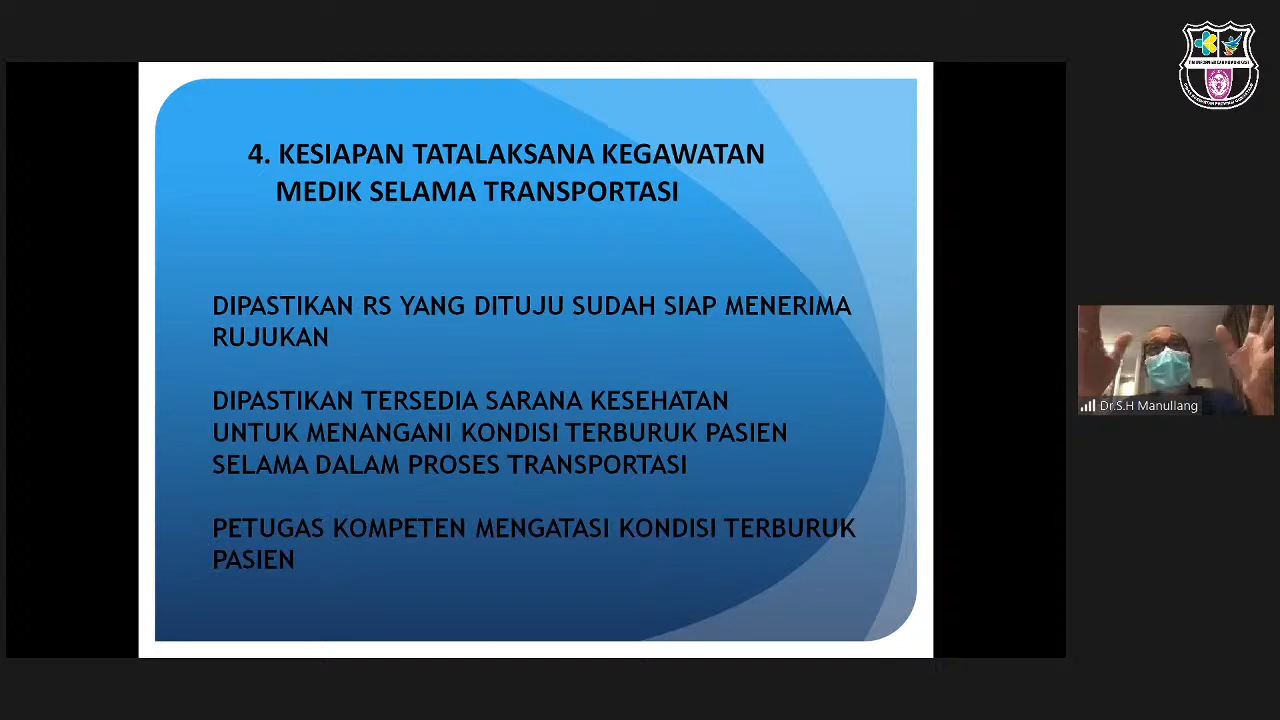 4. KESIAPAN TATALAKSANA KEGAWATAN
MEDIK SELAMA TRANSPORTASI
DIPASTIKAN RS YANG DITUJU SUDAH SIAP MENERIMA
RUJUKAN
DIPASTIKAN TERSEDIA SARANA KESEHATAN
UNTUK MENANGANI KONDISI TERBURUK PASIEN
SELAMA DALAM PROSES TRANSPORTASI
PETUGAS KOMPETEN MENGATASI KONDISI TERBURUK
PASIEN
Dr.S.H Manullang